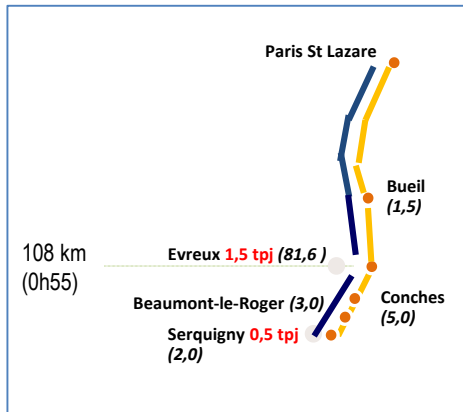 Paris St Lazare
Bueil
(1,5)
108 km
(0h55)
Evreux 1,5 tpj (81,6 )
Beaumont-le-Roger (3,0)
Conches
(5,0)
Serquigny 0,5 tpj
(2,0)